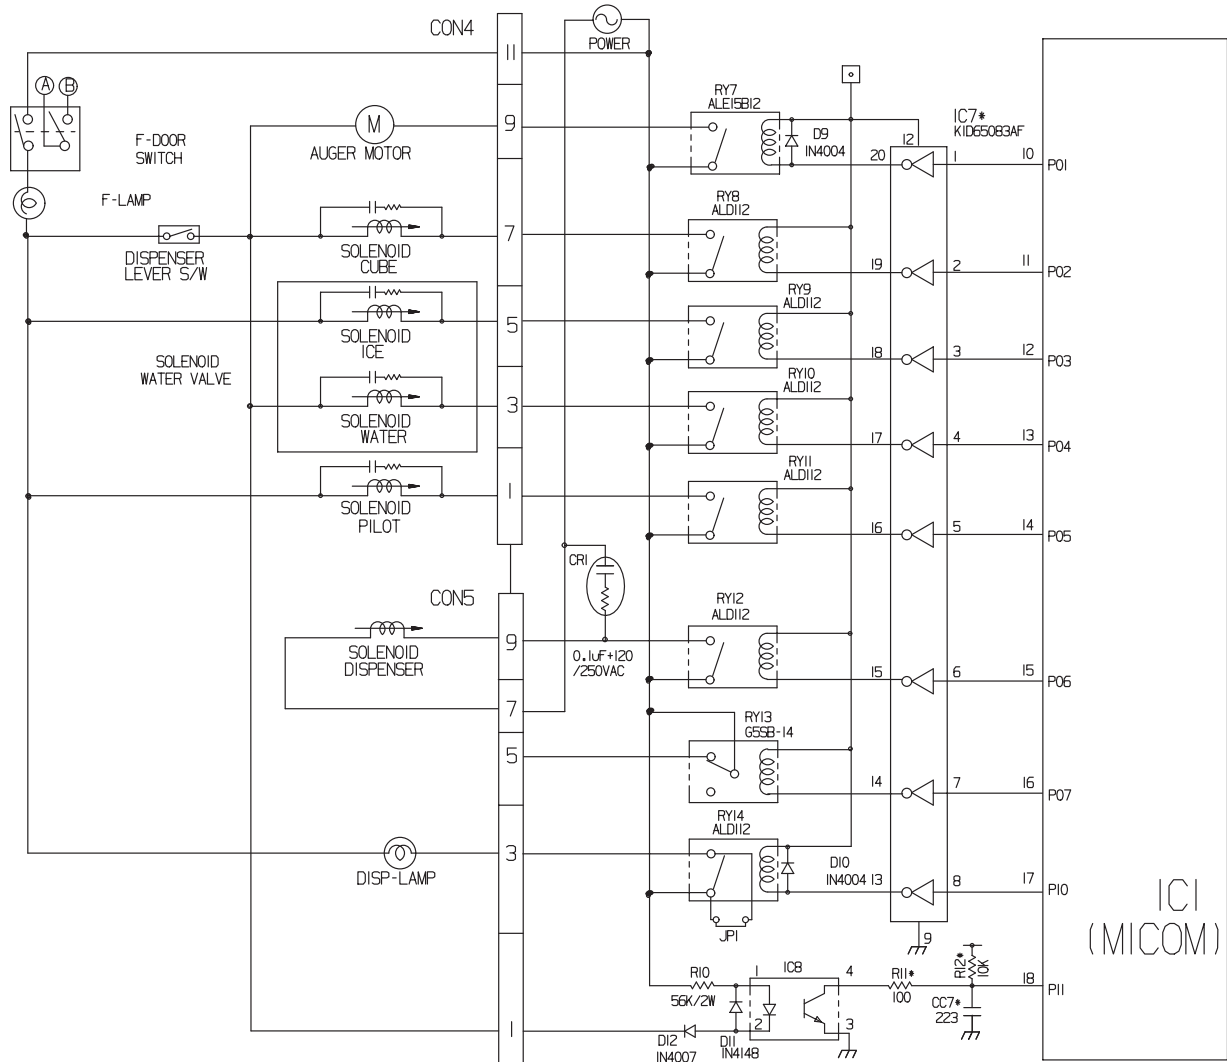 CON4
POWER
11
A B
F-DOOR
SWITCH
M
AUGER MOTOR
9
RY7
ALE15B12
D9
IN4004
IC7*
KID65083AF
12
20
1
10
P01
F-LAMP
DISPENSER
LEVER S/W
SOLENOID
CUBE
7
RY8
ALD112
19
2
11
P02
SOLENOID
WATER VALVE
SOLENOID
ICE
5
RY9
ALD112
18
3
12
P03
SOLENOID
WATER
3
RY10
ALD112
17
4
13
P04
SOLENOID
PILOT
1
RY11
ALD112
16
5
14
P05
CR1
0.1uF+120
/250VAC
CON5
SOLENOID
DISPENSER
9
RY12
ALD112
15
6
15
P06
7
5
RY13
G5SB-14
14
7
16
P07
DISP-LAMP
3
RY14
ALD112
D10
IN4004
13
8
17
P10
JP1
9
IC1
(MICOM)
R10
56K/2W
1
IC8
4
R11*
100
R12*
10K
18
P11
CC7*
223
1
D12
IN4007
D11
IN4148
2
3